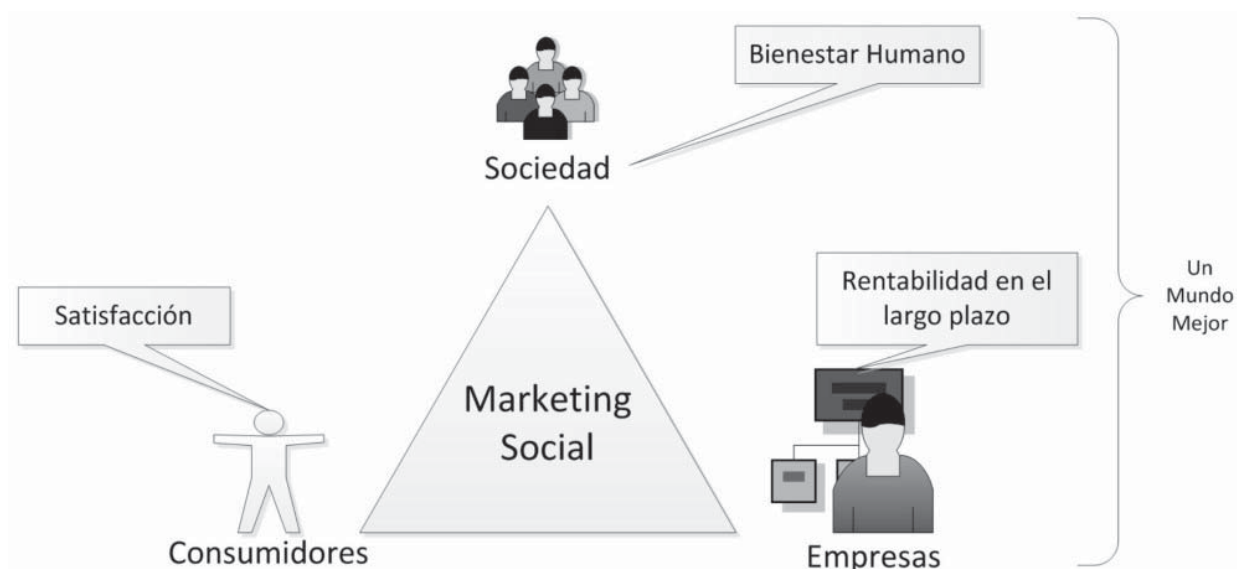 Bienestar Humano
Sociedad
Rentabilidad en el
largo plazo
Un
Mundo
Mejor
Satisfacción
Marketing
Social
Consumidores
Empresas